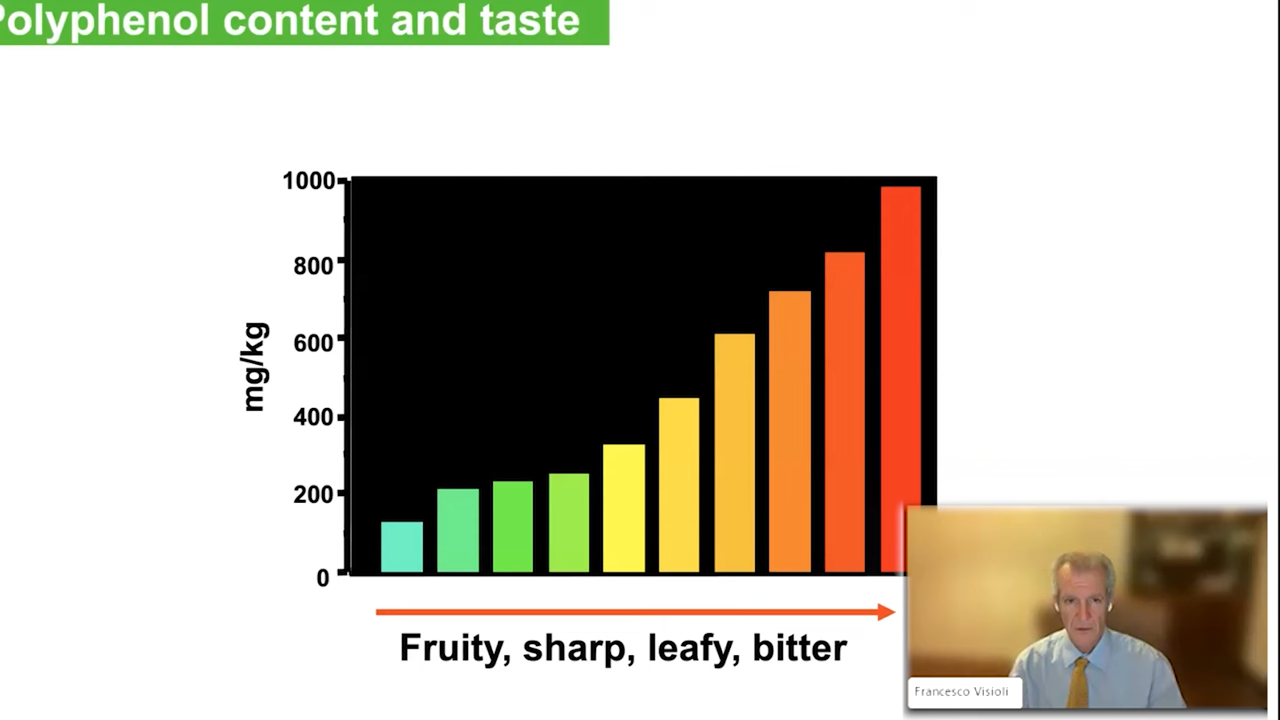 Polyphenol content and taste
1000
800
600
400
200
0
mg/kg
Fruity, sharp, leafy, bitter
Francesco Visioli